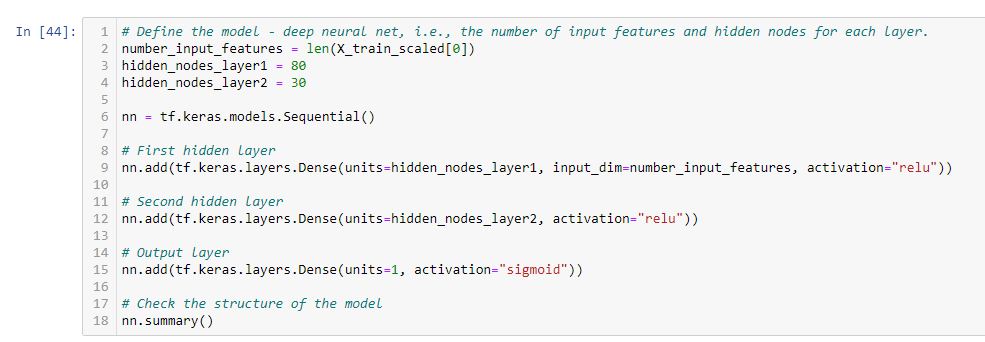 In [44]:
1 # Define the model - deep neural net, i.e., the number of input features and hidden nodes for each layer.
2 number_input_features = len(X_train_scaled[0])
3 hidden_nodes_layer1 = 80
4 hidden_nodes_layer2 = 30
5
6 nn = tf.keras.models.Sequential()
7
8 # First hidden layer
9 nn.add(tf.keras.layers.Dense(units=hidden_nodes_layer1, input_dim=number_input_features, activation="relu"))
10
11 # Second hidden layer
12 nn.add(tf.keras.layers.Dense(units=hidden_nodes_layer2, activation="relu"))
13
14 # Output layer
15 nn.add(tf.keras.layers.Dense(units=1, activation="sigmoid"))
16
17 # Check the structure of the model
18 nn.summary()